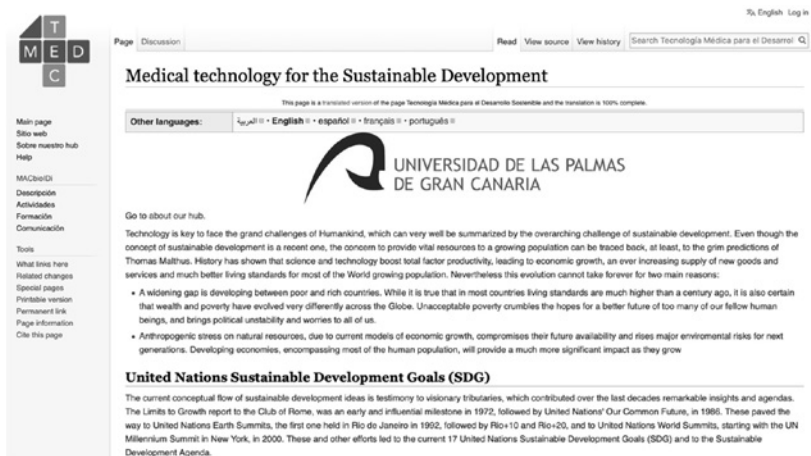 English Log in
T
MED
C
Page Discussion
Read View source View history
Search Tecnología Médica para el Desarrol
Medical technology for the Sustainable Development
This page is a translated version of the page Tecnología Médica para el Desarrollo Sostenible and the translation is 100% complete.
Other languages: العربية • English • español • français • português
UNIVERSIDAD DE LAS PALMAS
DE GRAN CANARIA
Main page
Sitio web
Sobre nuestro hub
Help
MACbioIDi
Descripción
Actividades
Formación
Comunicación
Tools
What links here
Related changes
Special pages
Printable version
Permanent link
Page information
Cite this page
Go to about our hub.
Technology is key to face the grand challenges of Humankind, which can very well be summarized by the overarching challenge of sustainable development. Even though the
concept of sustainable development is a recent one, the concern to provide vital resources to a growing population can be traced back, at least, to the grim predictions of
Thomas Malthus. History has shown that science and technology boost total factor productivity, leading to economic growth, an ever increasing supply of new goods and
services and much better living standards for most of the World growing population. Nevertheless this evolution cannot take forever for two main reasons:
• A widening gap is developing between poor and rich countries. While it is true that in most countries living standards are much higher than a century ago, it is also certain
that wealth and poverty have evolved very differently across the Globe. Unacceptable poverty crumbles the hopes for a better future of too many of our fellow human
beings, and brings political unstability and worries to all of us.
• Anthropogenic stress on natural resources, due to current models of economic growth, compromises their future availability and rises major enviromental risks for next
generations. Developing economies, encompassing most of the human population, will provide a much more significant impact as they grow
United Nations Sustainable Development Goals (SDG)
The current conceptual flow of sustainable development ideas is testimony to visionary tributaries, which contributed over the last decades remarkable insights and agendas.
The Limits to Growth report to the Club of Rome, was an early and influential milestone in 1972, followed by United Nations' Our Common Future, in 1986. These paved the
way to United Nations Earth Summits, the first one held in Rio de Janeiro in 1992, followed by Rio+10 and Rio+20, and to United Nations World Summits, starting with the UN
Millennium Summit in New York, in 2000. These and other efforts led to the current 17 United Nations Sustainable Development Goals (SDG) and to the Sustainable
Development Agenda.